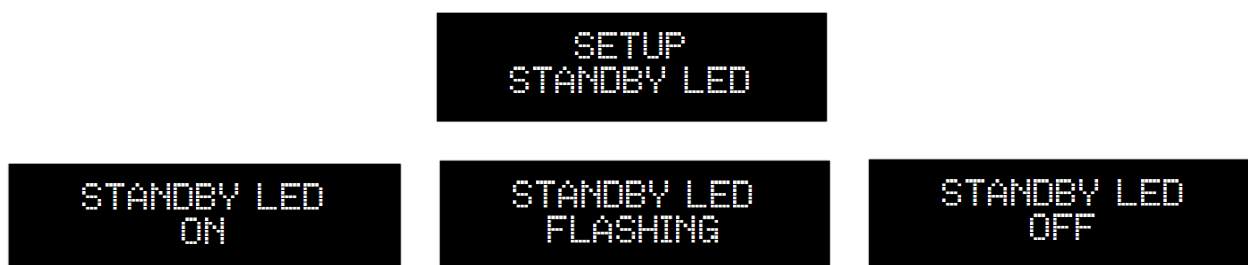 SETUP
STANDBY LED
STANDBY LED
ON
STANDBY LED
FLASHING
STANDBY LED
OFF